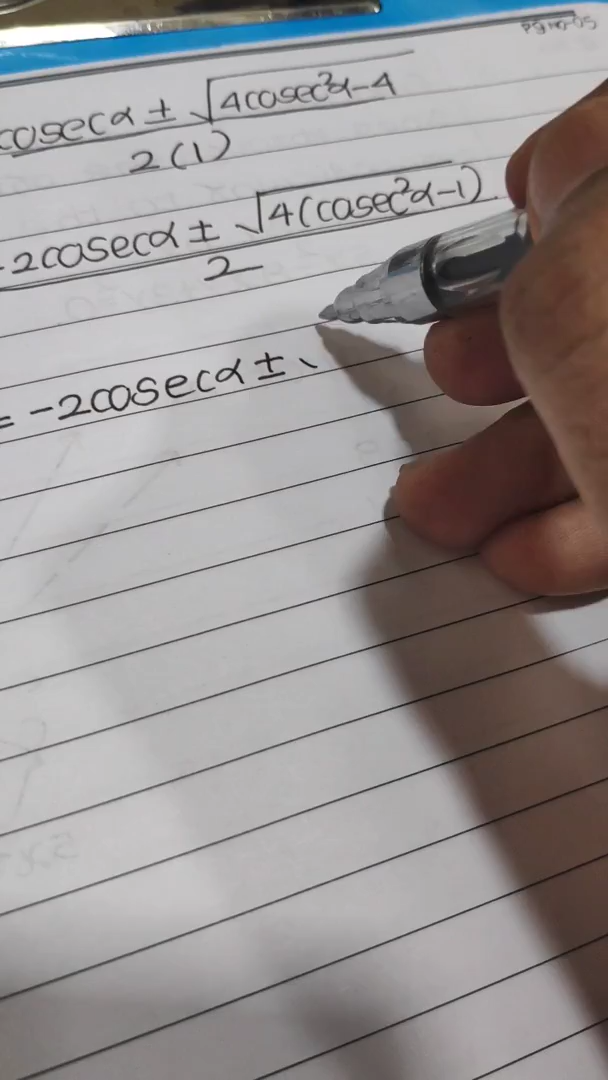 cosecα ± √4cosec²α-4
2(1)
-2cosecα ± √4(cosec²α-1)
2
= -2cosecα ±